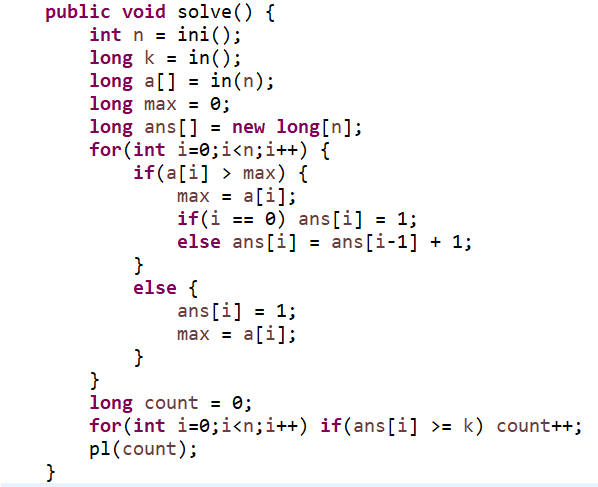 public void solve() {
int n = ini();
long k = in();
long a[] = in(n);
long max = 0;
long ans[] = new long[n];
for(int i=0;i<n;i++) {
if(a[i] > max) {
max = a[i];
if(i == 0) ans[i] = 1;
else ans[i] = ans[i-1] + 1;
}
else {
ans[i] = 1;
max = a[i];
}
}
long count = 0;
for(int i=0;i<n;i++) if(ans[i] >= k) count++;
pl(count);
}